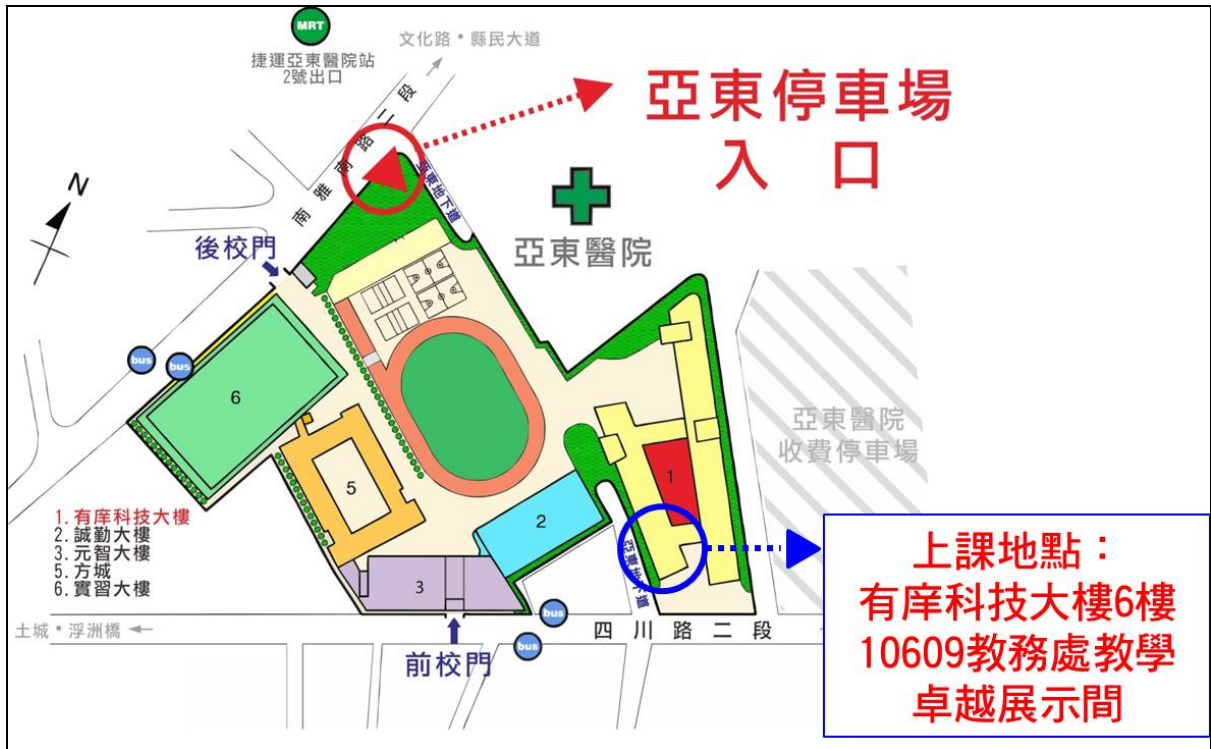 MRT
捷運亞東醫院站
2號出口
文化路•縣民大道
亞東停車場
入口
南雅南路二段
亞東地下道
N
亞東醫院
後校門
bus
bus
6
5
1
2
3
亞東醫院
收費停車場
1.有庠科技大樓
2.誠勤大樓
3.元智大樓
5.方城
6.實習大樓
亞東地下道
bus
bus
土城•浮洲橋
四川路二段
前校門
上課地點：
有庠科技大樓6樓
10609教務處教學
卓越展示間